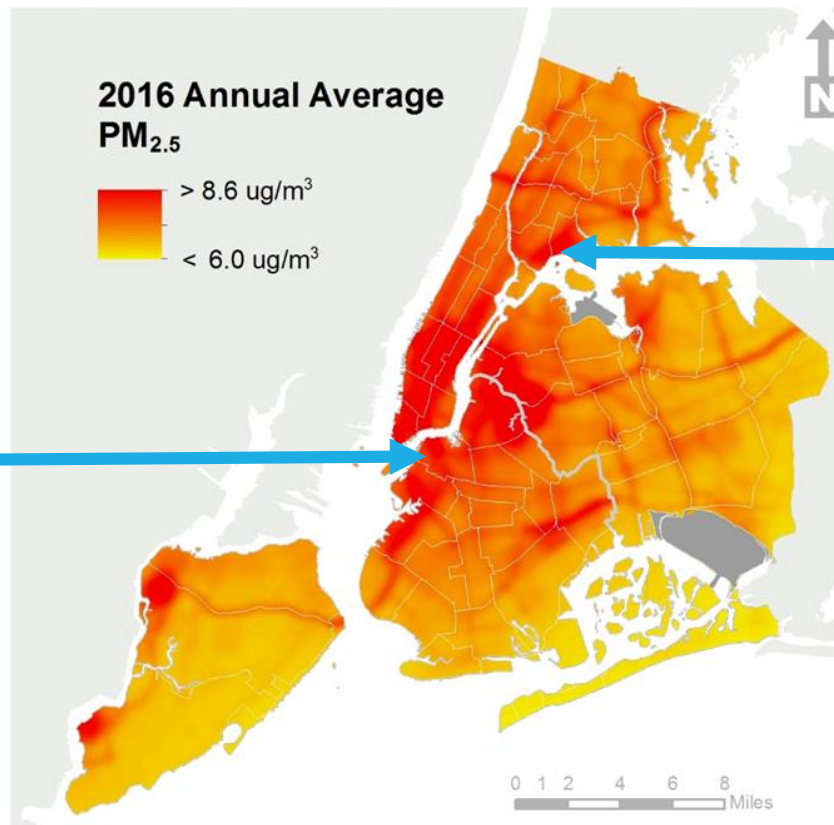 2016 Annual Average
PM₂.₅
> 8.6 ug/m³
< 6.0 ug/m³
N
0 1 2 4 6 8
Miles